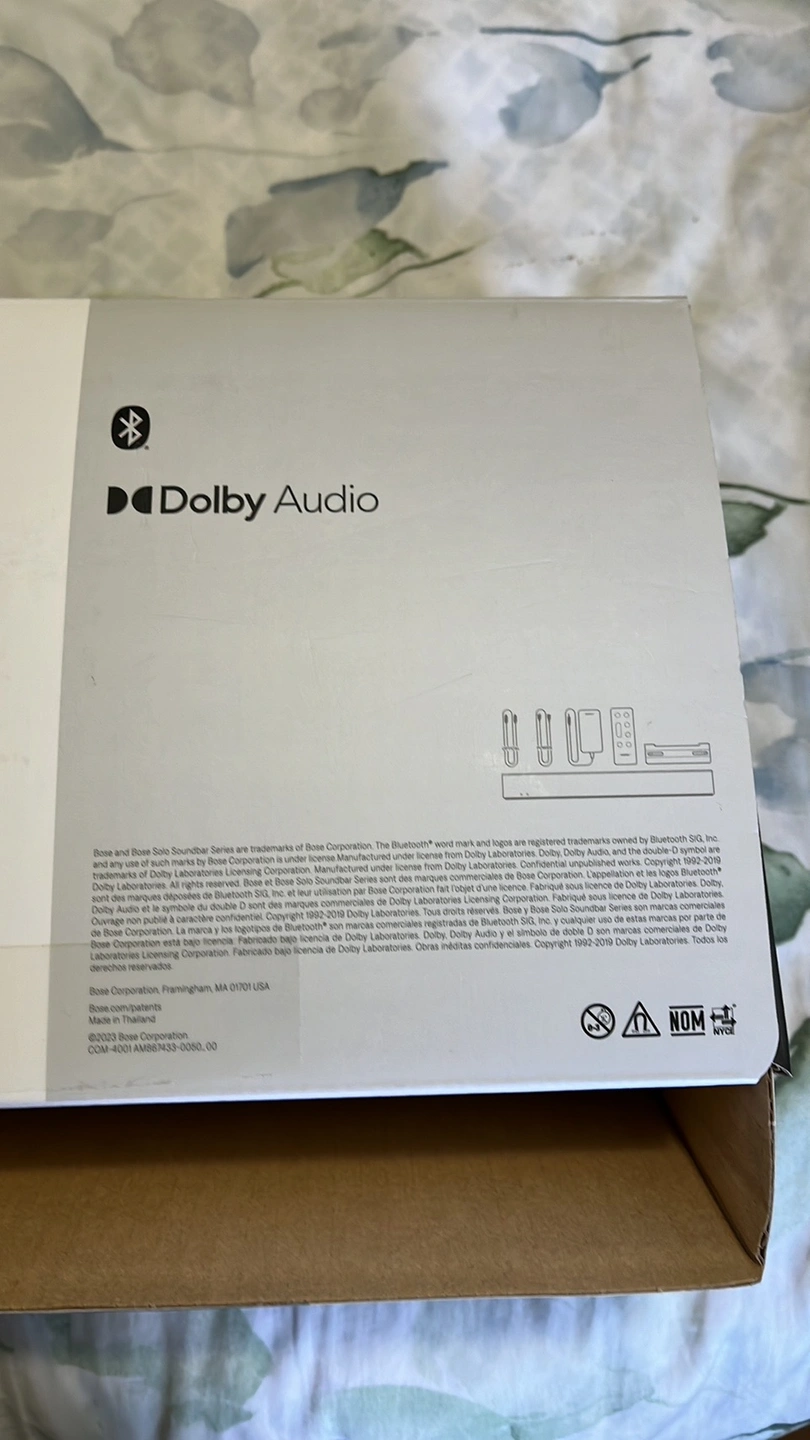 Dolby Audio
Bose and Bose Solo Soundbar Series are trademarks of Bose Corporation. The Bluetooth® word mark and logos are registered trademarks owned by Bluetooth SIG, Inc.
and any use of such marks by Bose Corporation is under license.Manufactured under license from Dolby Laboratories. Dolby, Dolby Audio, and the double-D symbol are
trademarks of Dolby Laboratories Licensing Corporation. Manufactured under license from Dolby Laboratories. Confidential unpublished works. Copyright 1992-2019
Dolby Laboratories. All rights reserved. Bose et Bose Solo Soundbar Series sont des marques commerciales de Bose Corporation. L'appellation et les logos Bluetooth®
sont des marques déposées de Bluetooth SIG, Inc. et leur utilisation par Bose Corporation fait l'objet d'une licence. Fabriqué sous licence de Dolby Laboratories. Dolby,
Dolby Audio et le symbole du double D sont des marques commerciales de Dolby Laboratories Licensing Corporation. Fabriqué sous licence de Dolby Laboratories.
Ouvrage non publié à caractère confidentiel. Copyright 1992-2019 Dolby Laboratories. Tous droits réservés. Bose y Bose Solo Soundbar Series son marcas comerciales
de Bose Corporation. La marca y los logotipos de Bluetooth® son marcas comerciales registradas de Bluetooth SIG, Inc. y cualquier uso de estas marcas por parte de
Bose Corporation está bajo licencia. Fabricado bajo licencia de Dolby Laboratories. Dolby, Dolby Audio y el símbolo de doble D son marcas comerciales de Dolby
Laboratories Licensing Corporation. Fabricado bajo licencia de Dolby Laboratories. Obras inéditas confidenciales. Copyright 1992-2019 Dolby Laboratories. Todos los
derechos reservados.
Bose Corporation, Framingham, MA 01701 USA
Bose.com/patents
Made in Thailand
©2023 Bose Corporation
COM-4001 AM887433-0050_00
0-3
NOM
NYCE